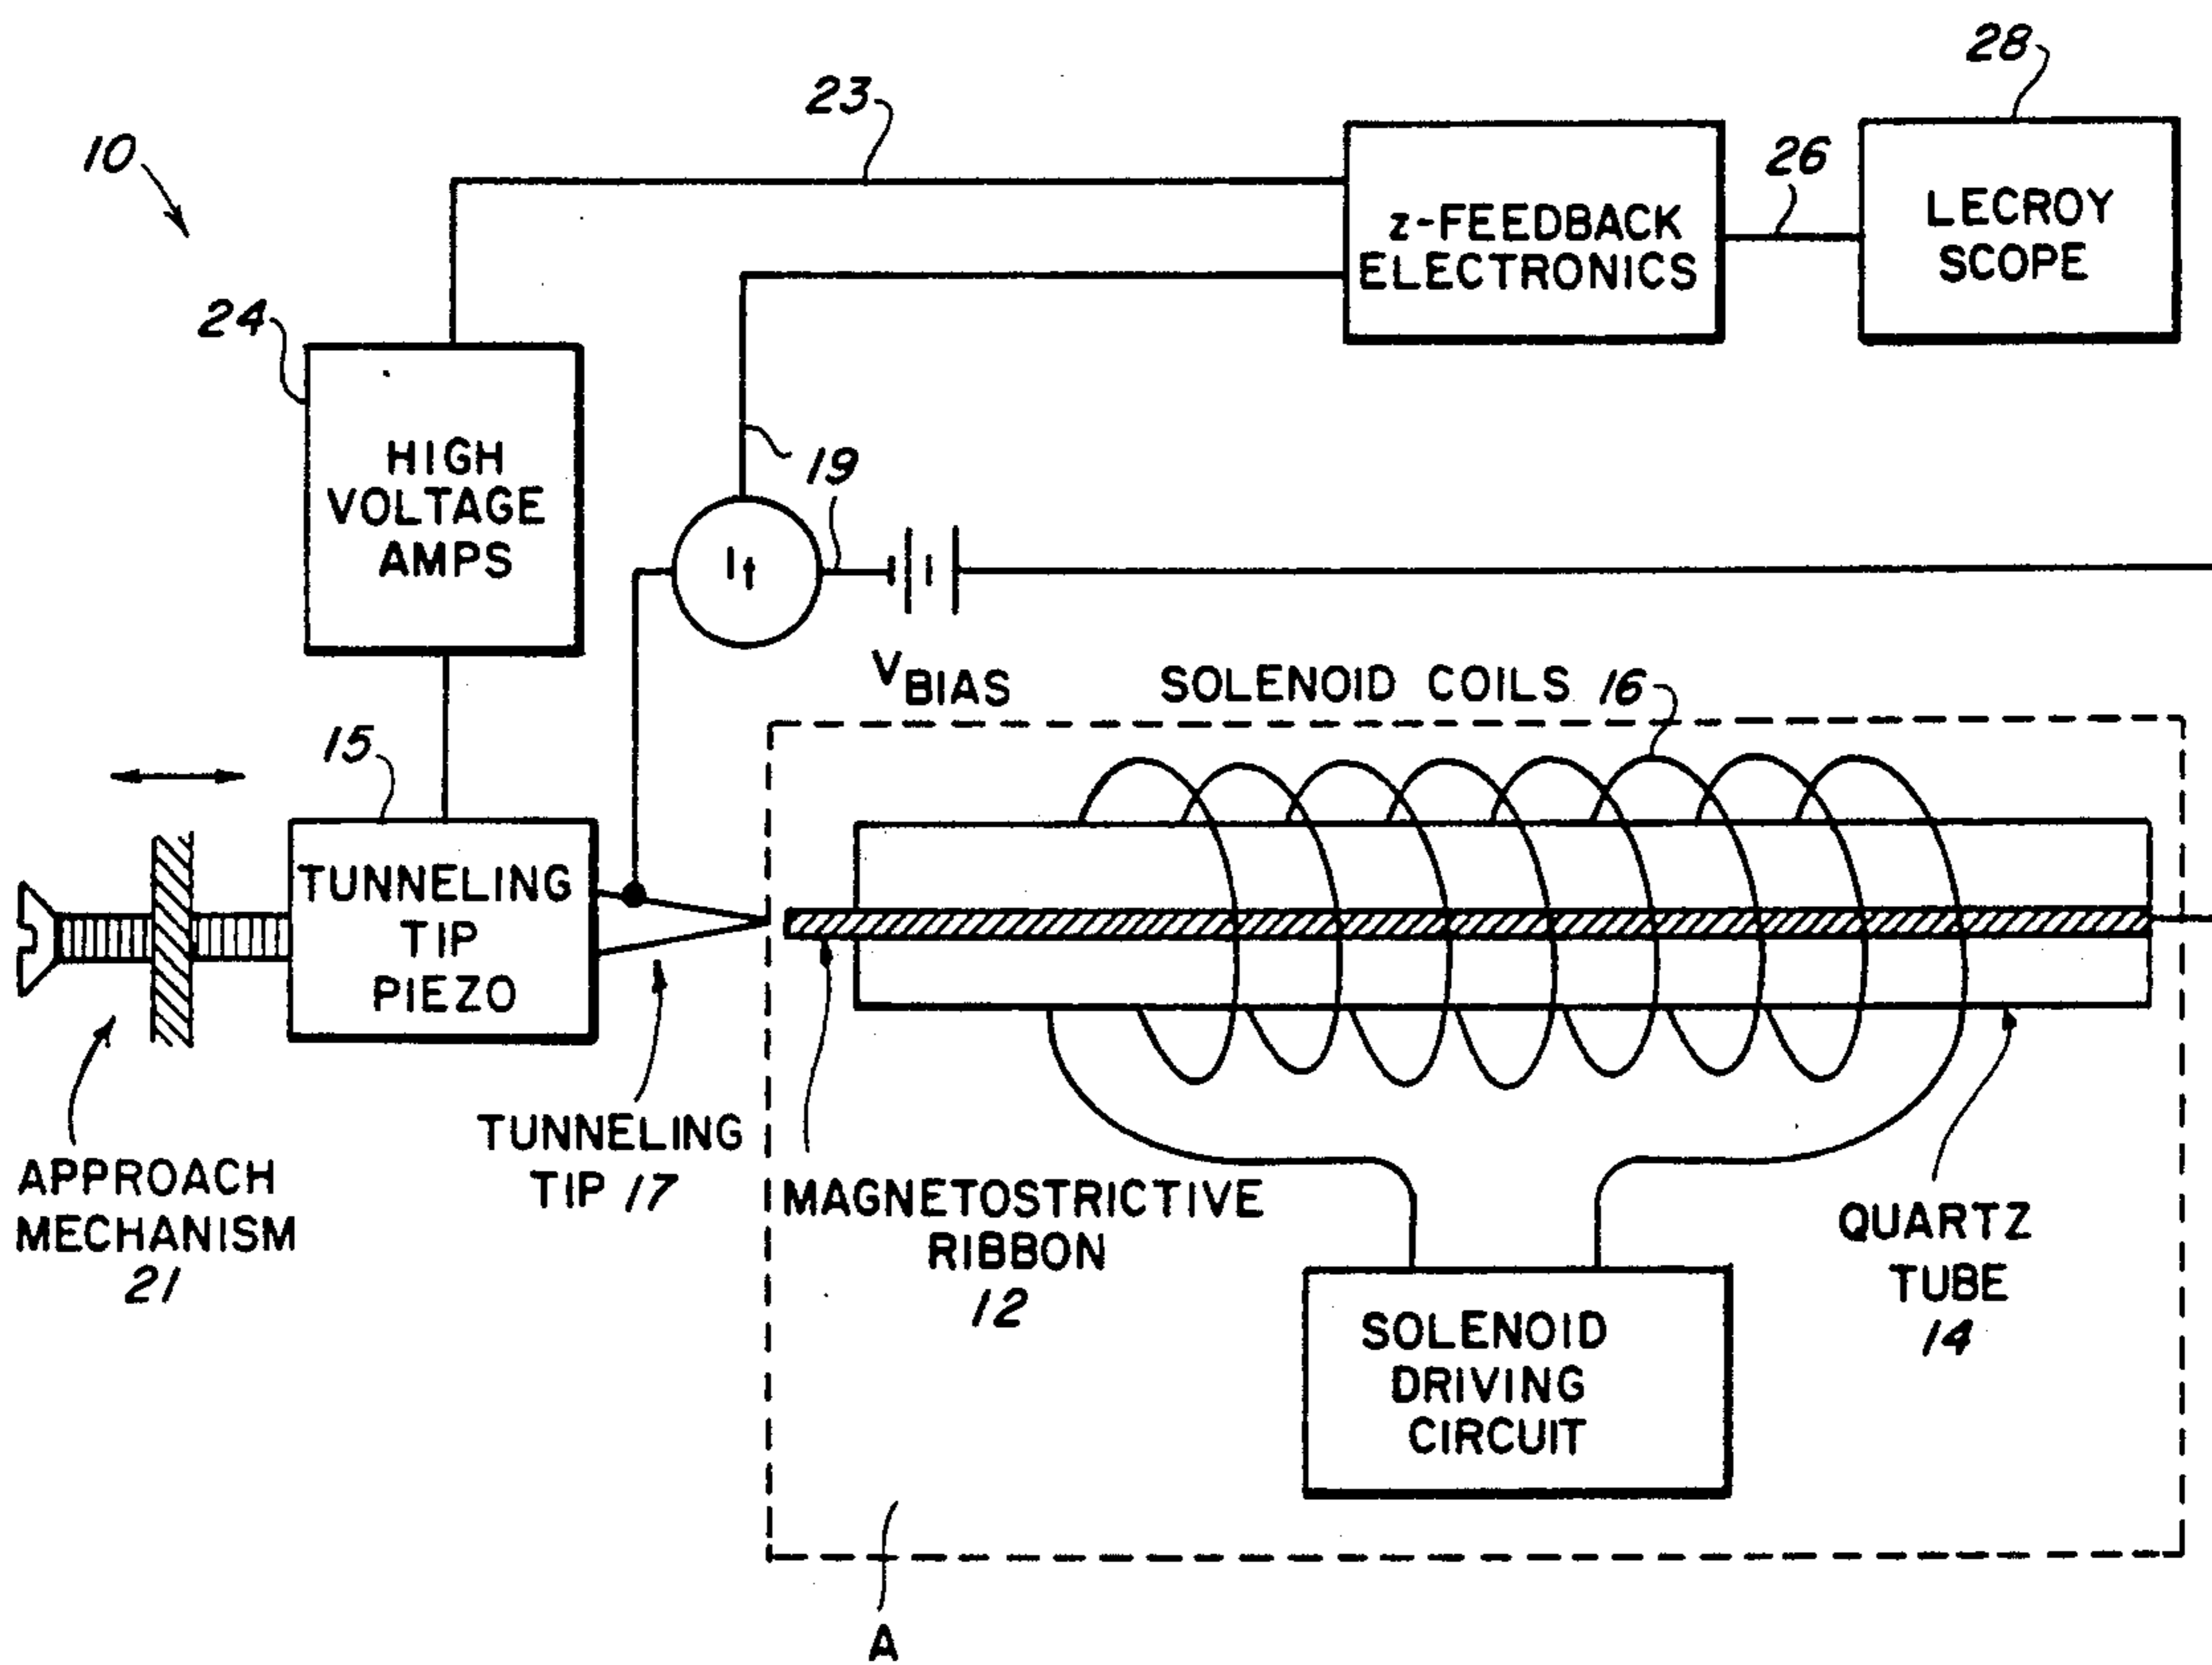 10
23
28
z-FEEDBACK
ELECTRONICS
26
LECROY
SCOPE
24
HIGH
VOLTAGE
AMPS
19
It
VBIAS
SOLENOID COILS 16
15
TUNNELING
TIP
PIEZO
TUNNELING
TIP 17
APPROACH
MECHANISM
21
MAGNETOSTRICTIVE
RIBBON
12
QUARTZ
TUBE
14
SOLENOID
DRIVING
CIRCUIT
A